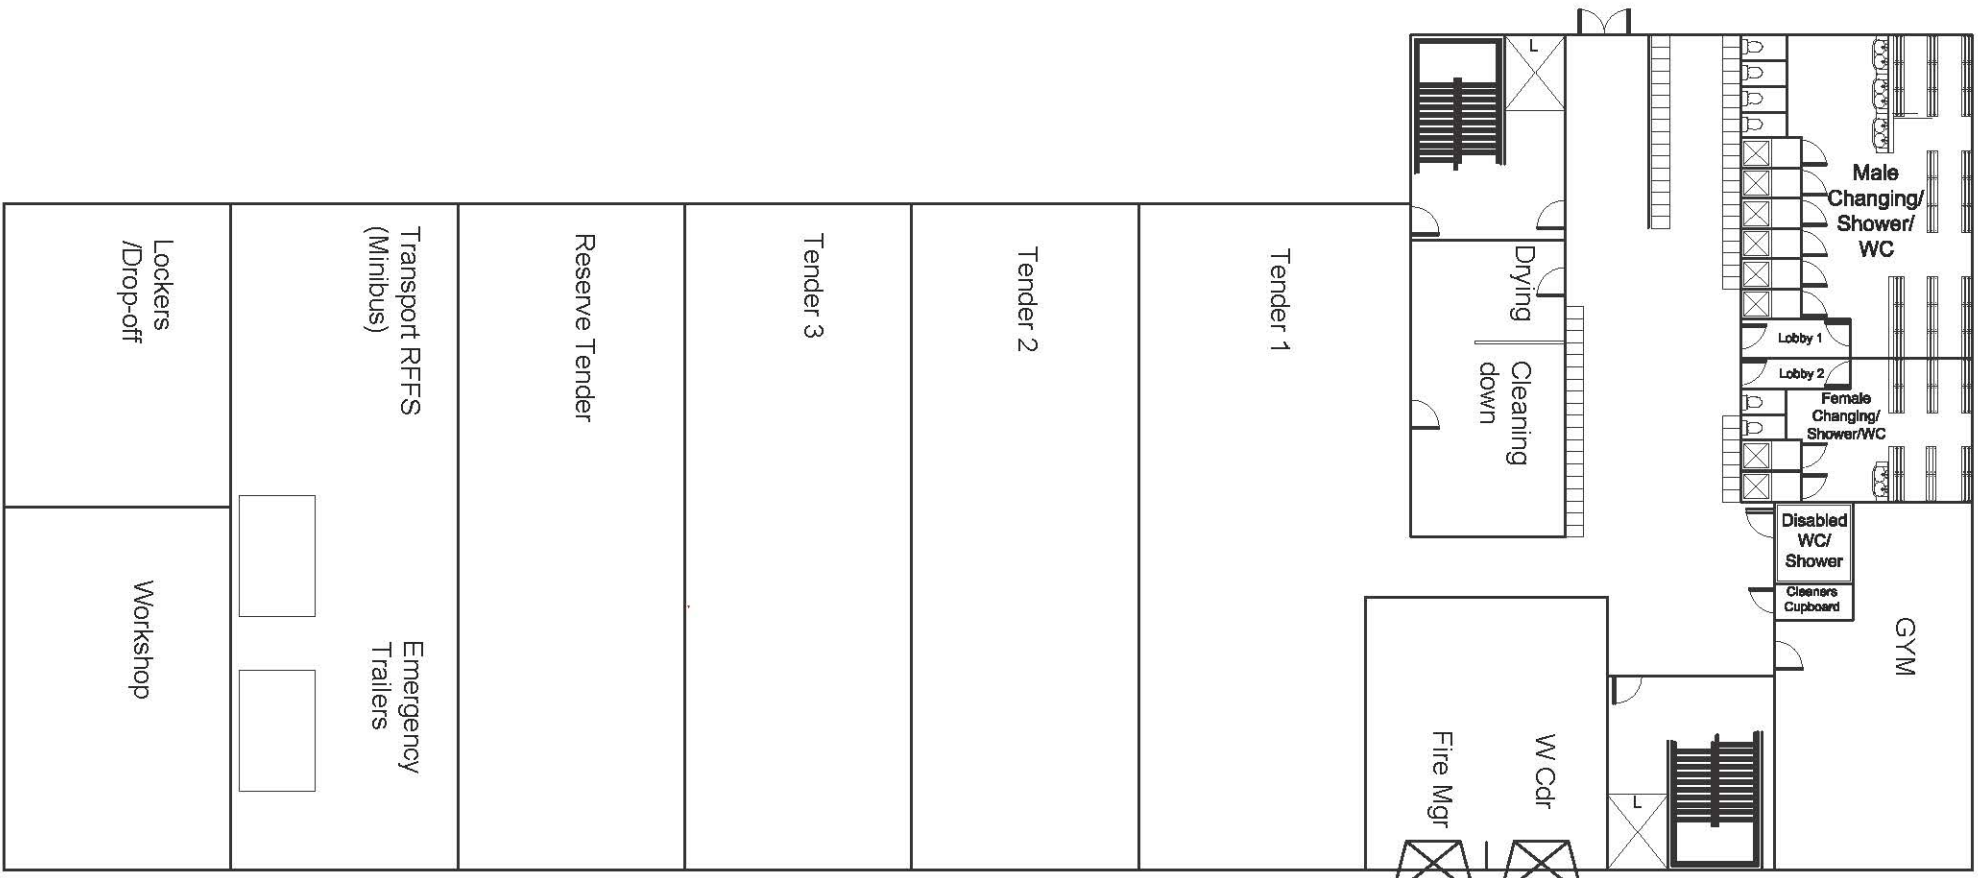 Lockers
/Drop-off
Workshop
Transport RFFS
(Minibus)
Emergency
Trailers
Reserve Tender
Tender 3
Tender 2
Tender 1
L
Drying
Cleaning
down
Fire Mgr
W Cdr
L
Male
Changing/
Shower/
WC
Lobby 1
Lobby 2
Female
Changing/
Shower/WC
Disabled
WC/
Shower
Cleaners
Cupboard
GYM